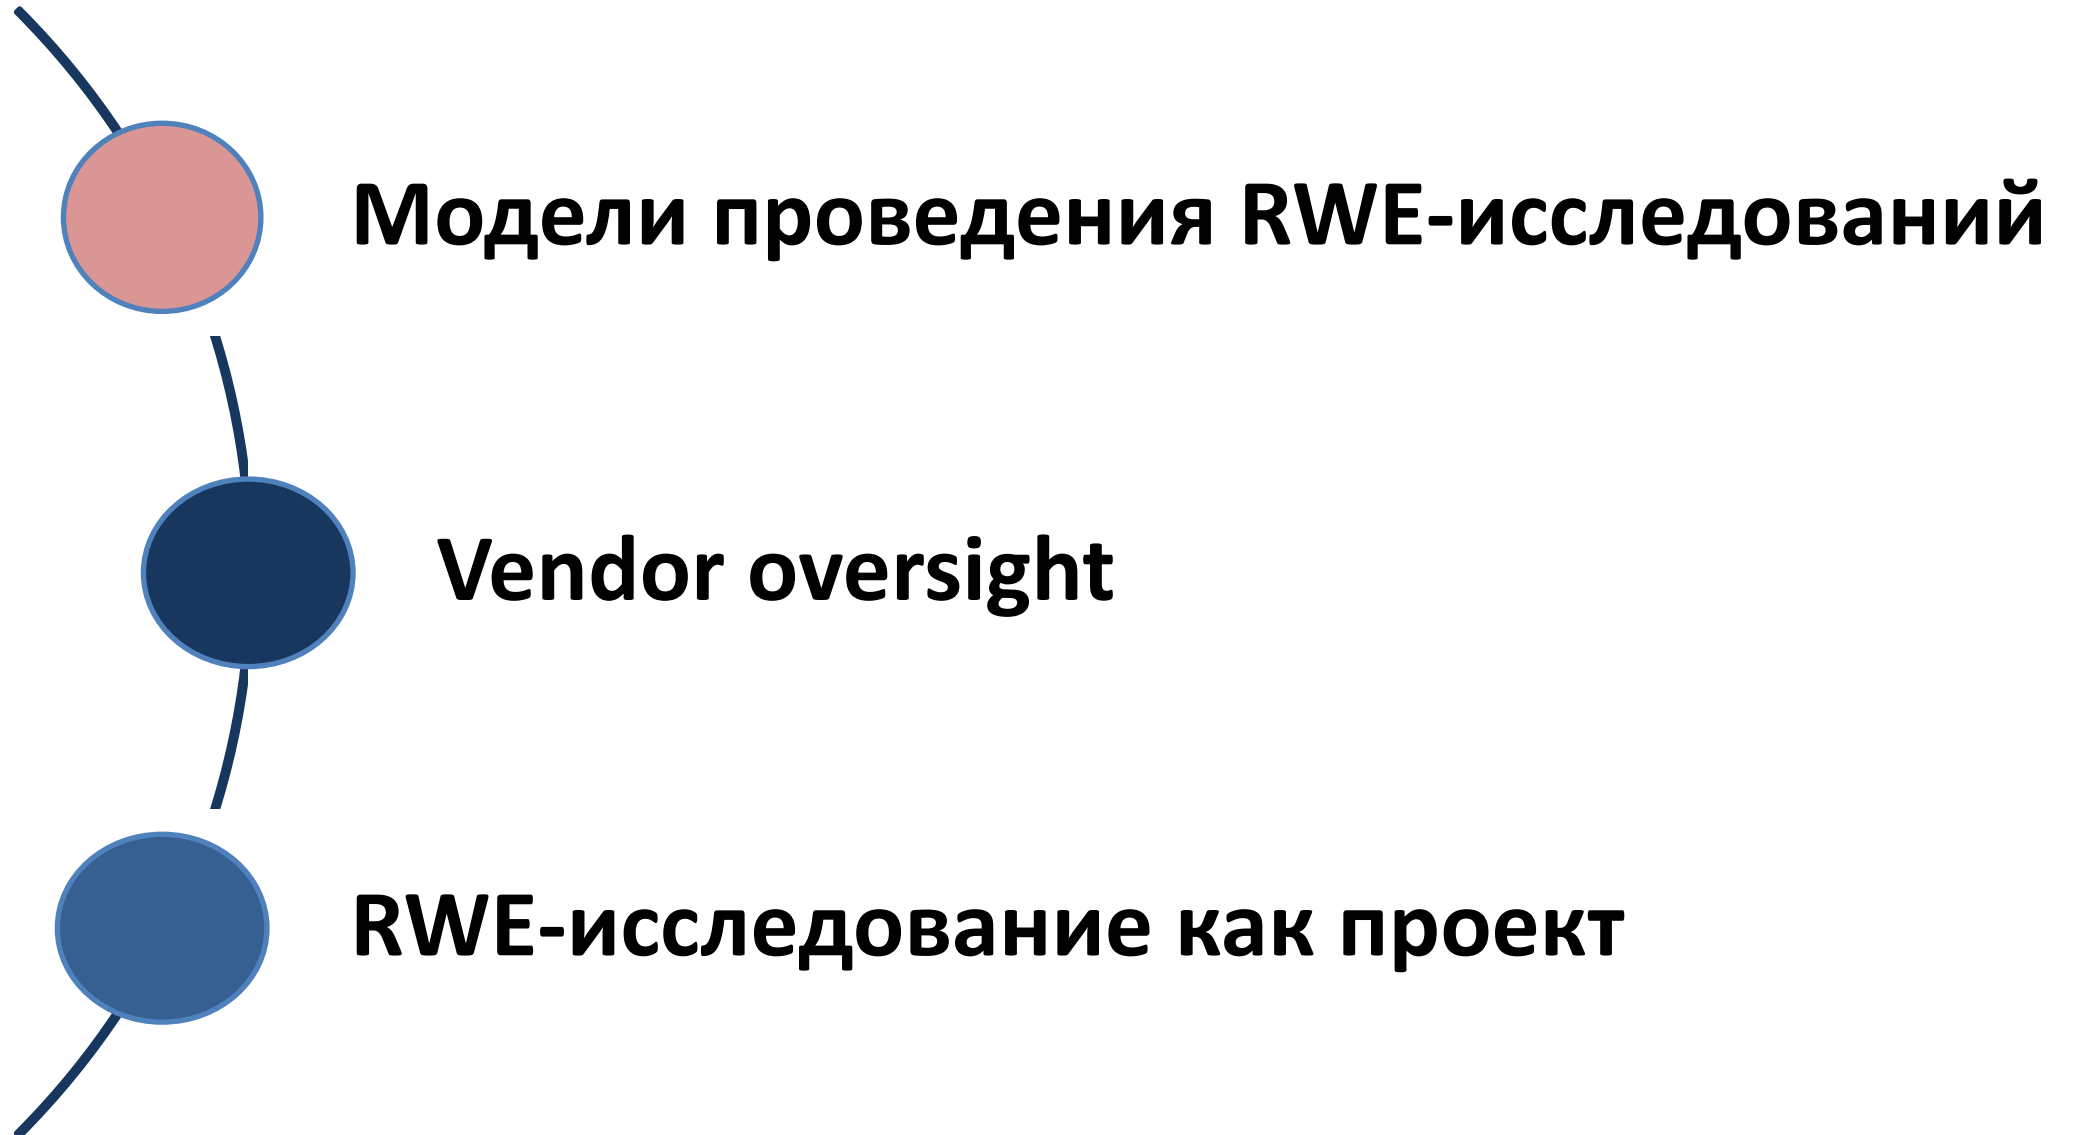 Модели проведения RWE-исследований
Vendor oversight
RWE-исследование как проект